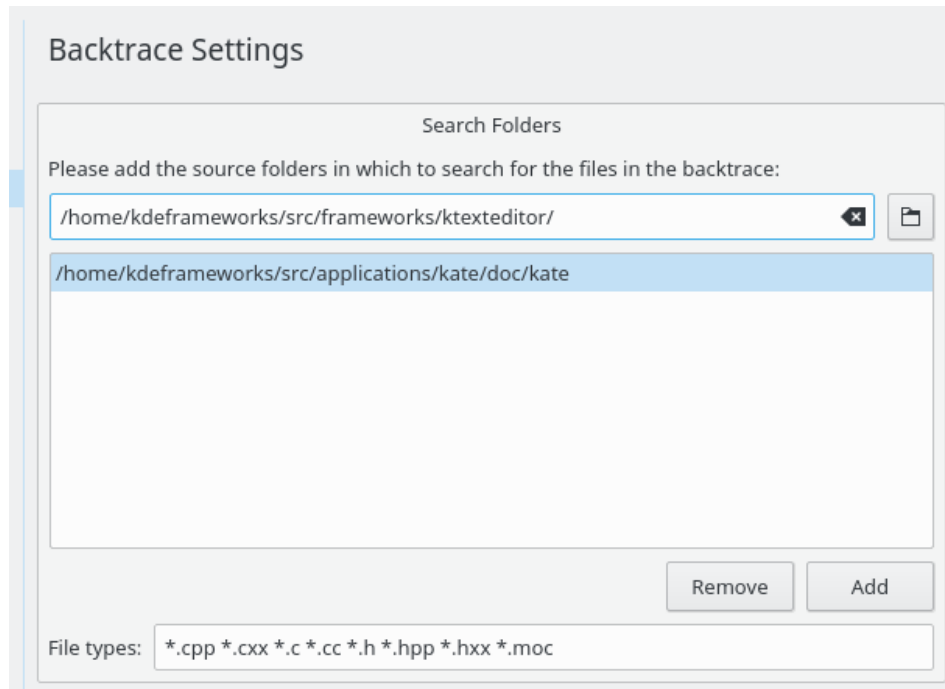 Backtrace Settings
Search Folders
Please add the source folders in which to search for the files in the backtrace:
/home/kdeframeworks/src/frameworks/ktexteditor/
/home/kdeframeworks/src/applications/kate/doc/kate
Remove Add
File types: *.cpp *.cxx *.c *.cc *.h *.hpp *.hxx *.moc